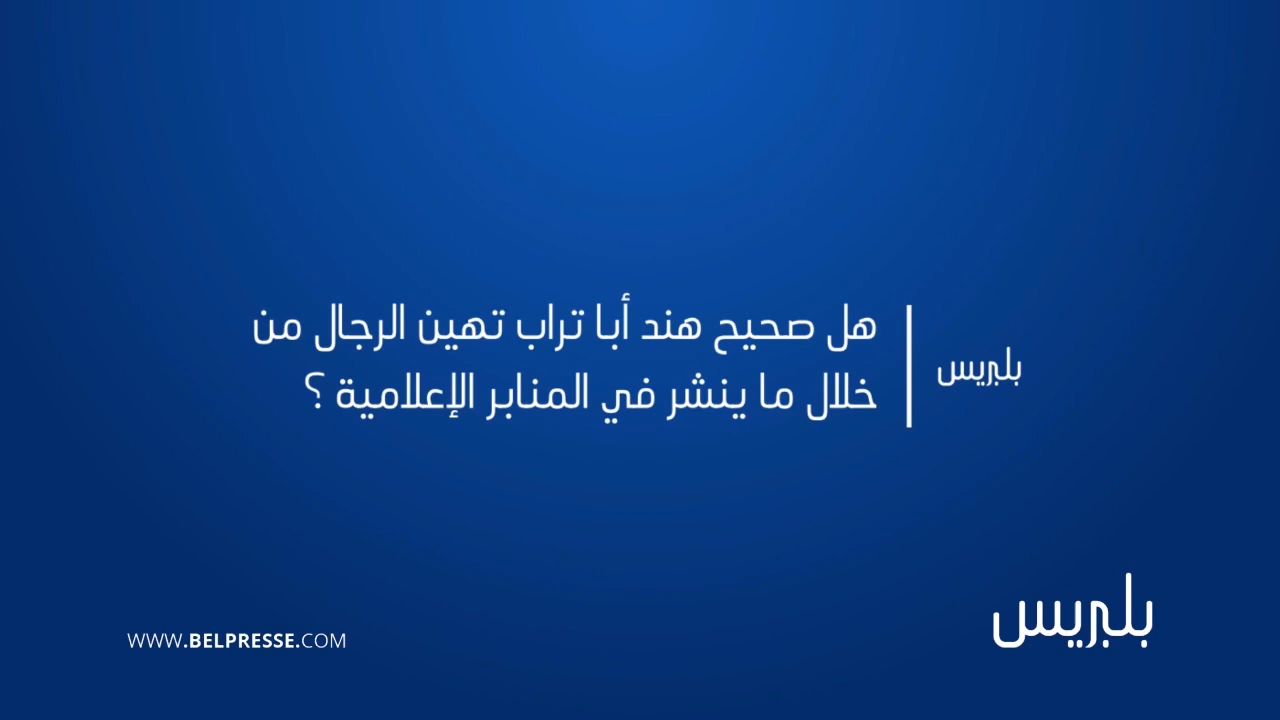 بلبريس
هل صحيح هند أبا تراب تهين الرجال من
خلال ما ينشر في المنابر الإعلامية ؟
بلبريس
WWW.BELPRESSE.COM